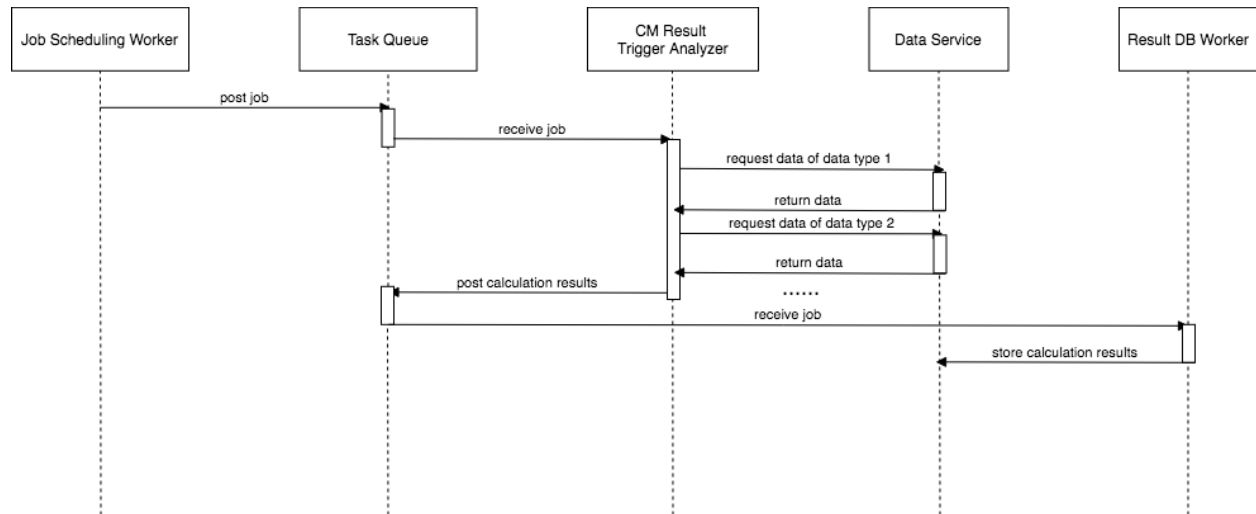 Job Scheduling Worker
Task Queue
CM Result
Trigger Analyzer
Data Service
Result DB Worker
post job
receive job
request data of data type 1
return data
request data of data type 2
return data
post calculation results
......
receive job
store calculation results